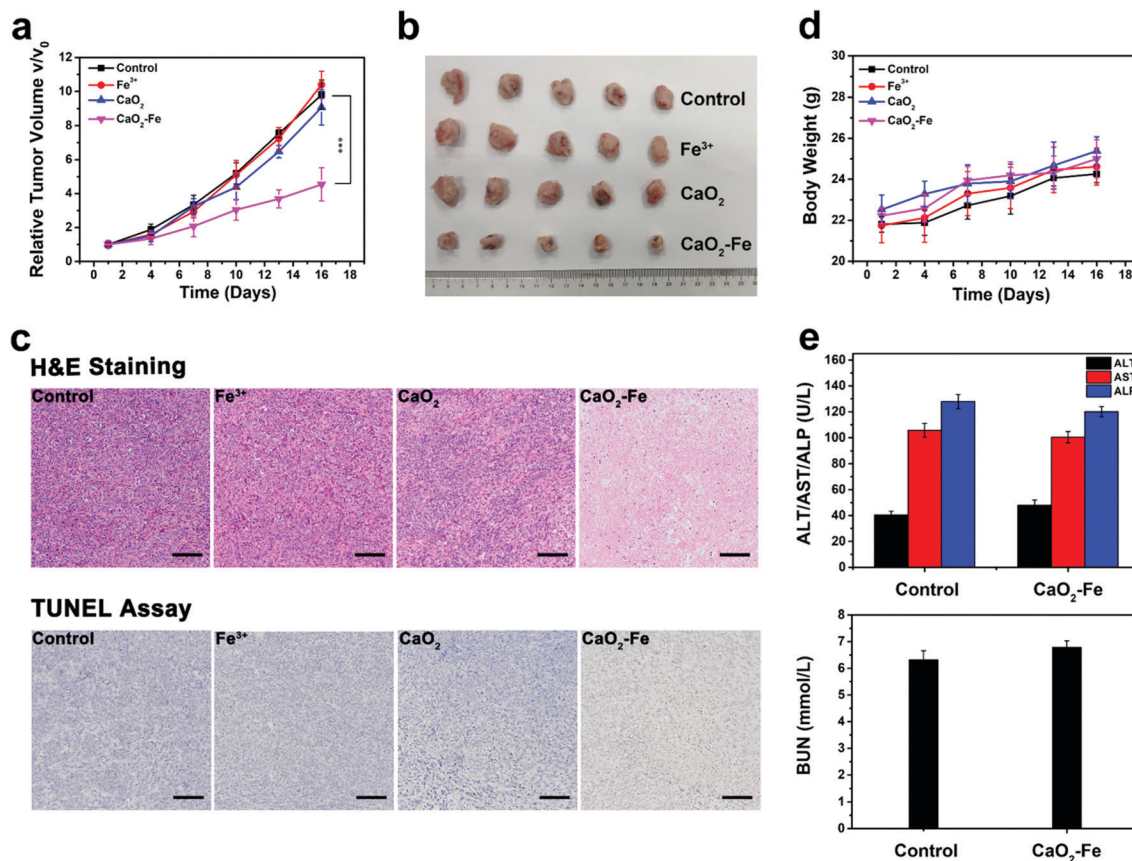 a
Relative Tumor Volume v/v₀
12
10
8
6
4
2
0
Control
Fe³⁺
CaO₂
CaO₂-Fe
***
0 2 4 6 8 10 12 14 16 18
Time (Days)
b
Control
Fe³⁺
CaO₂
CaO₂-Fe
d
Body Weight (g)
30
28
26
24
22
20
Control
Fe³⁺
CaO₂
CaO₂-Fe
0 2 4 6 8 10 12 14 16 18
Time (Days)
c
H&E Staining
Control Fe³⁺ CaO₂ CaO₂-Fe
TUNEL Assay
Control Fe³⁺ CaO₂ CaO₂-Fe
e
ALT/AST/ALP (U/L)
160
140
120
100
80
60
40
20
0
ALT
AST
Control CaO₂-Fe
BUN (mmol/L)
8
7
6
5
4
3
2
1
0
Control CaO₂-Fe